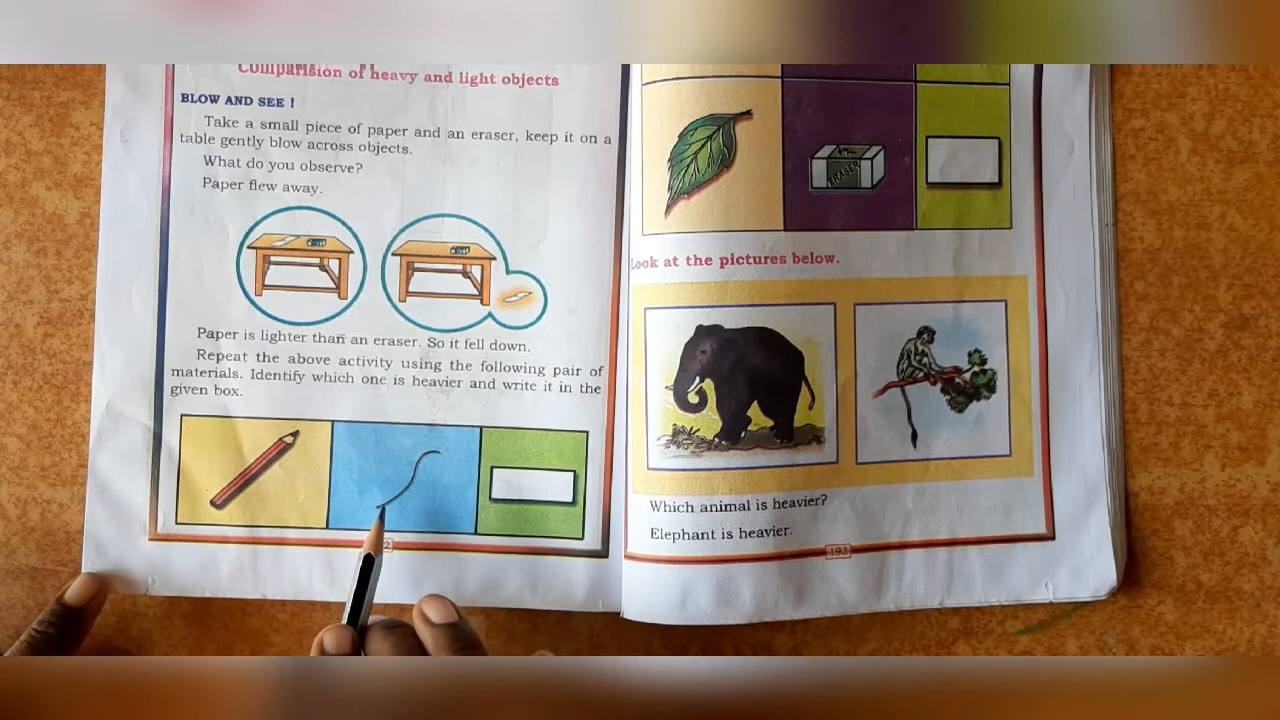 Comparision of heavy and light objects
BLOW AND SEE !
Take a small piece of paper and an eraser, keep it on a
table gently blow across objects.
What do you observe?
Paper flew away.
Paper is lighter than an eraser. So it fell down.
Repeat the above activity using the following pair of
materials. Identify which one is heavier and write it in the
given box.
ERASER
Look at the pictures below.
Which animal is heavier?
Elephant is heavier.
193